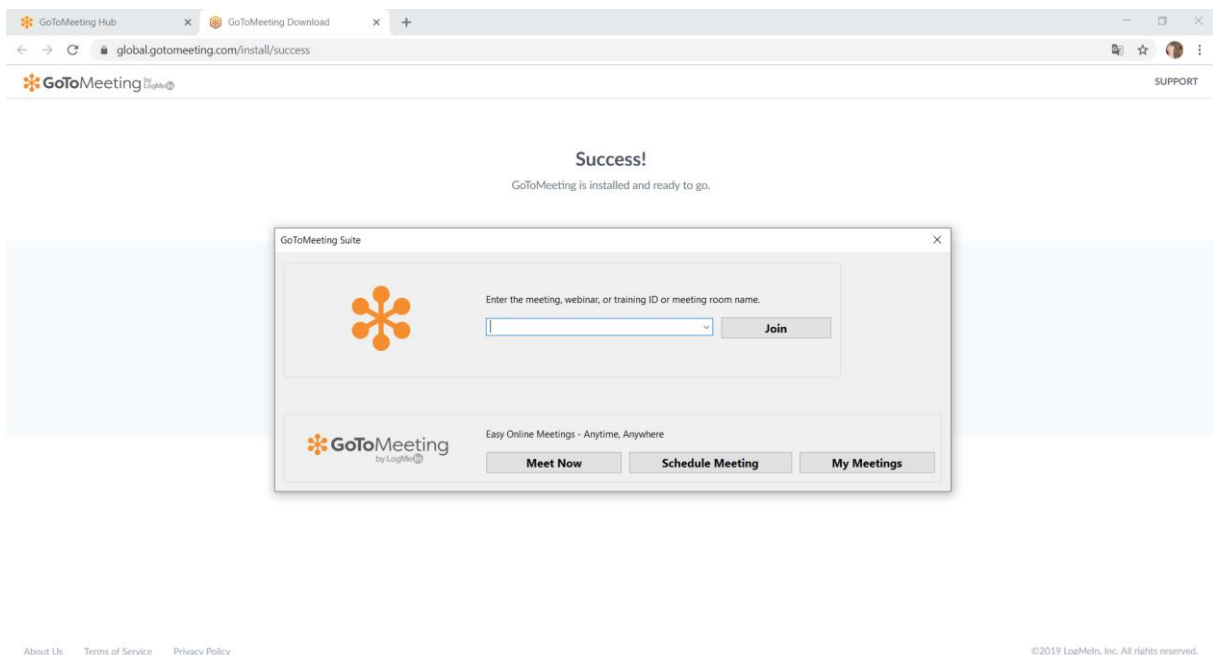 GoToMeeting Hub
GoToMeeting Download
global.gotomeeting.com/install/success
GoToMeeting by LogMeIn
SUPPORT
Success!
GoToMeeting is installed and ready to go.
GoToMeeting Suite
Enter the meeting, webinar, or training ID or meeting room name.
Join
Easy Online Meetings - Anytime, Anywhere
GoToMeeting
by LogMeIn
Meet Now
Schedule Meeting
My Meetings
About Us
Terms of Service
Privacy Policy
©2019 LogMeIn, Inc. All rights reserved.